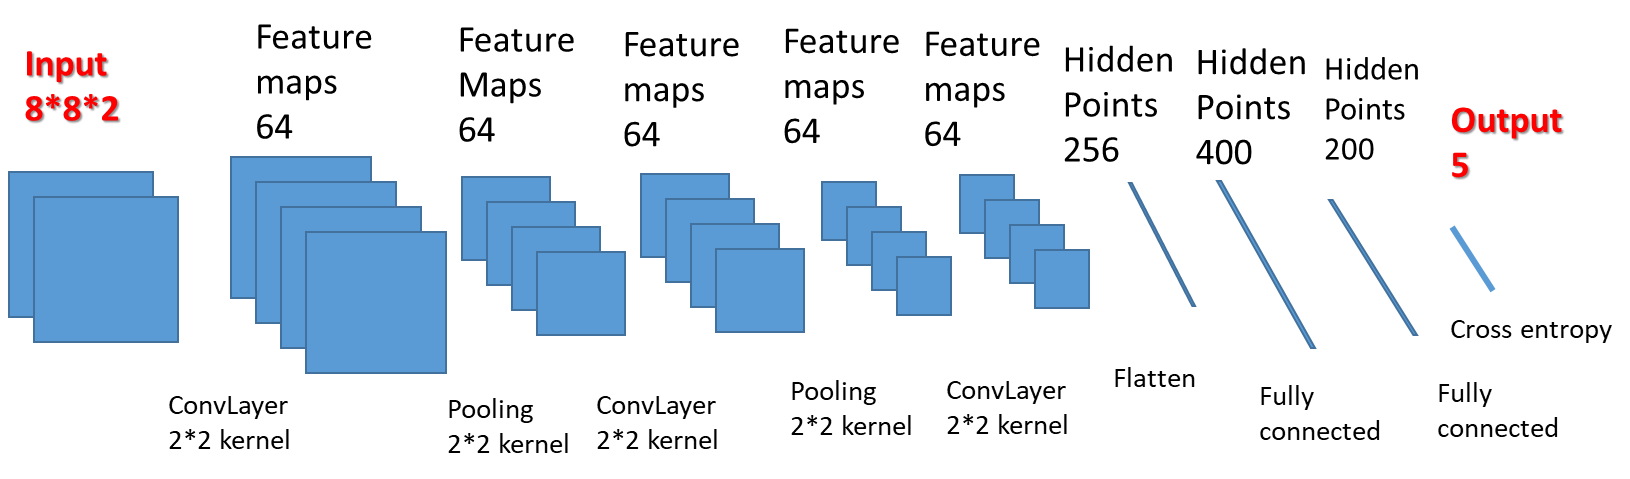 Input
8*8*2
Feature
maps
64
Feature
Maps
64
Feature
maps
64
Feature
maps
64
Feature
maps
64
Hidden
Points
256
Hidden
Points
400
Hidden
Points
200
Output
5
ConvLayer
2*2 kernel
Pooling
2*2 kernel
ConvLayer
2*2 kernel
Pooling
2*2 kernel
ConvLayer
2*2 kernel
Flatten
Fully
connected
Cross entropy
Fully
connected